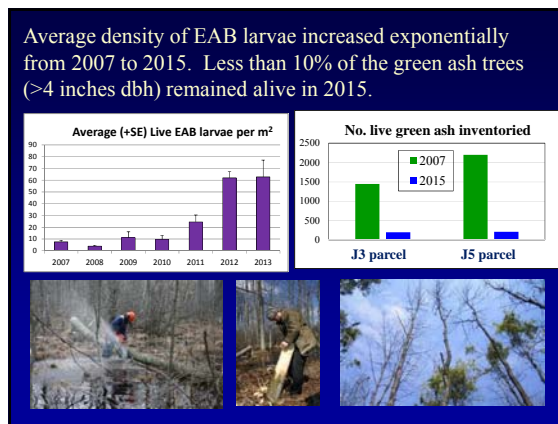 Average density of EAB larvae increased exponentially
from 2007 to 2015.  Less than 10% of the green ash trees
(>4 inches dbh) remained alive in 2015.
Average (+SE) Live EAB larvae per m²
90
80
70
60
50
40
30
20
10
0
2007 2008 2009 2010 2011 2012 2013
No. live green ash inventoried
2500
2000
1500
1000
500
0
2007
2015
J3 parcel J5 parcel